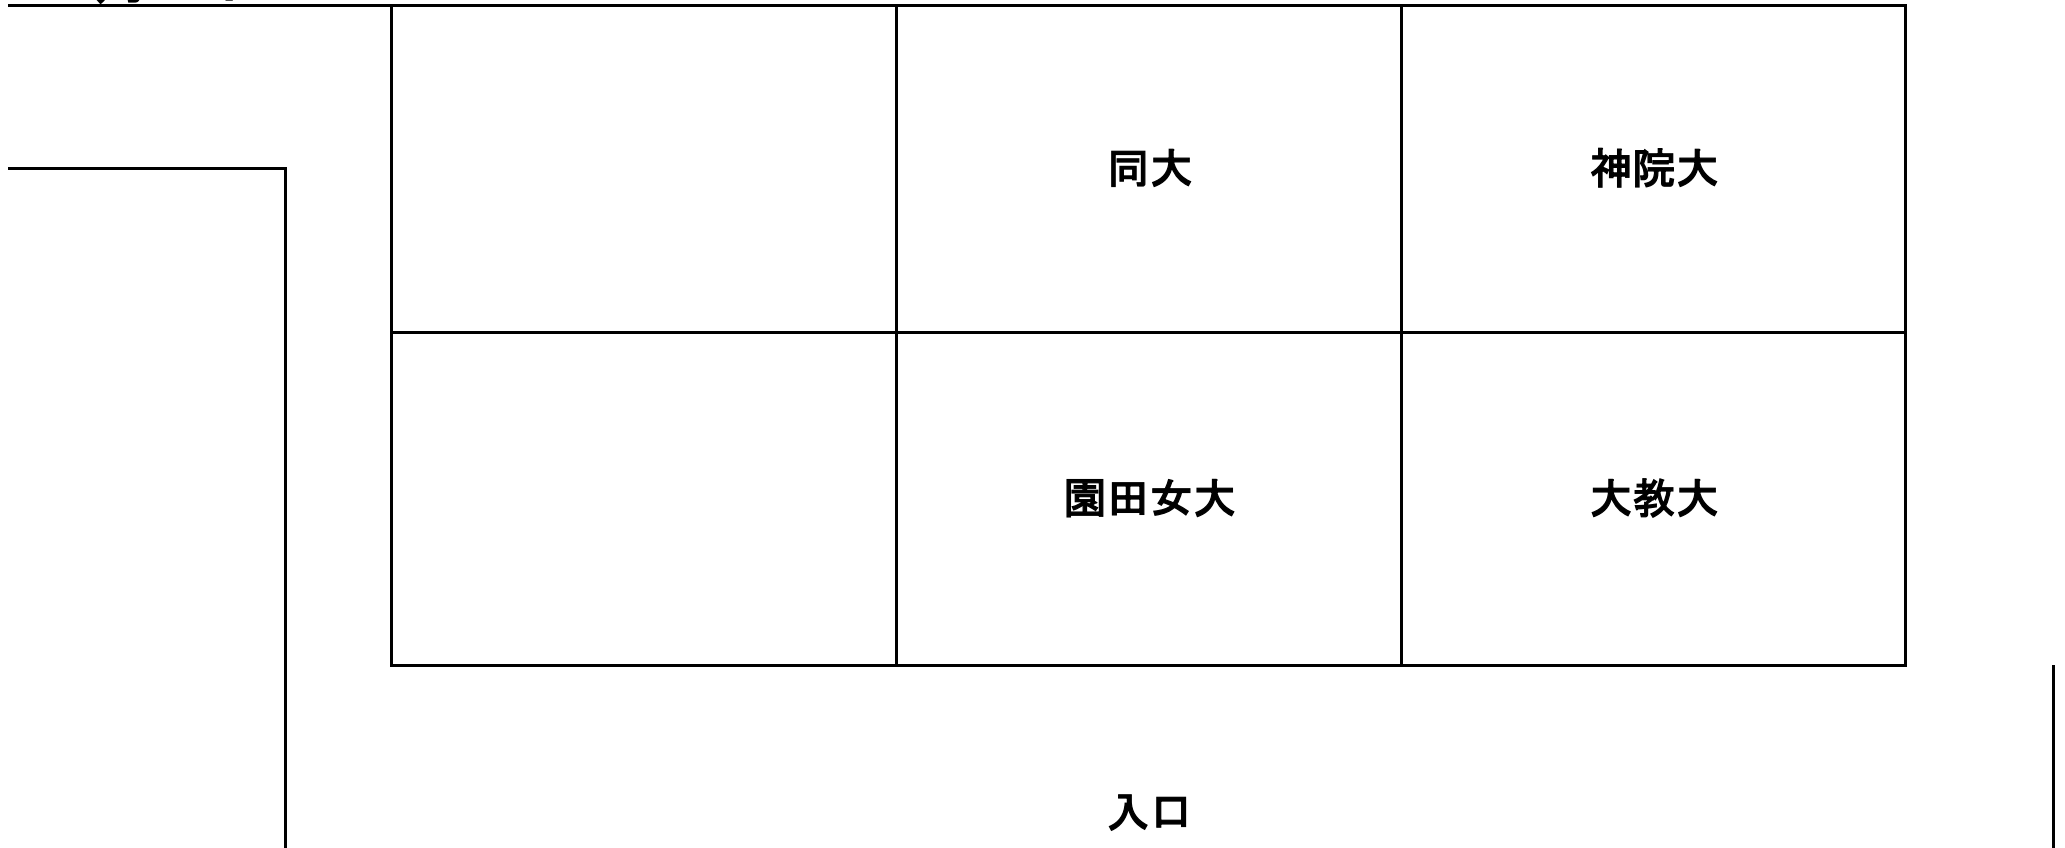 同大 神院大
園田女大 大教大
入口